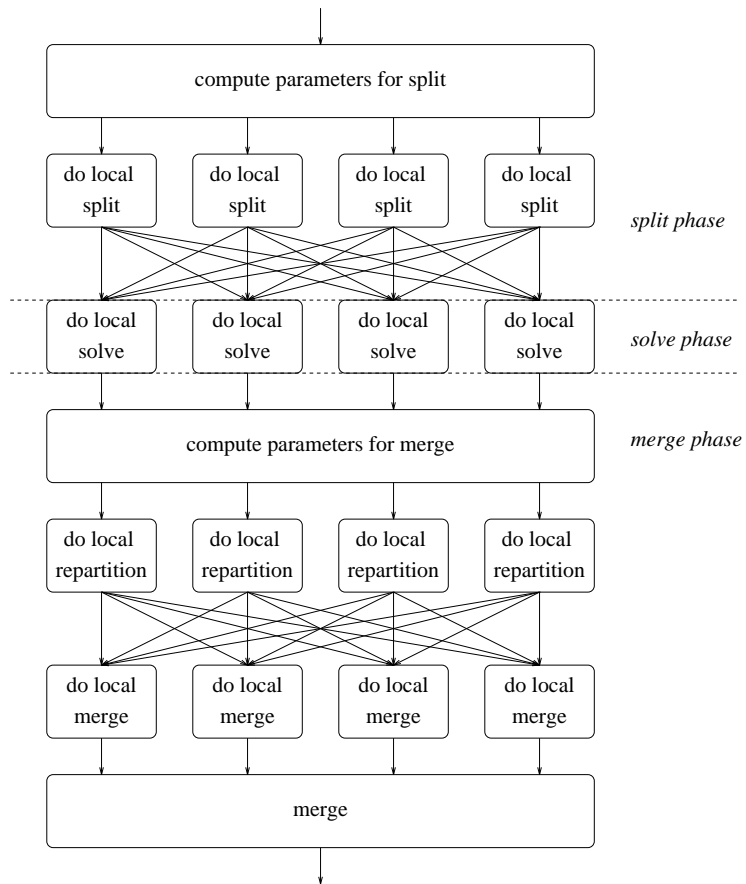 compute parameters for split
do local split
do local split
do local split
do local split
split phase
do local solve
do local solve
do local solve
do local solve
solve phase
compute parameters for merge
merge phase
do local repartition
do local repartition
do local repartition
do local repartition
do local merge
do local merge
do local merge
do local merge
merge